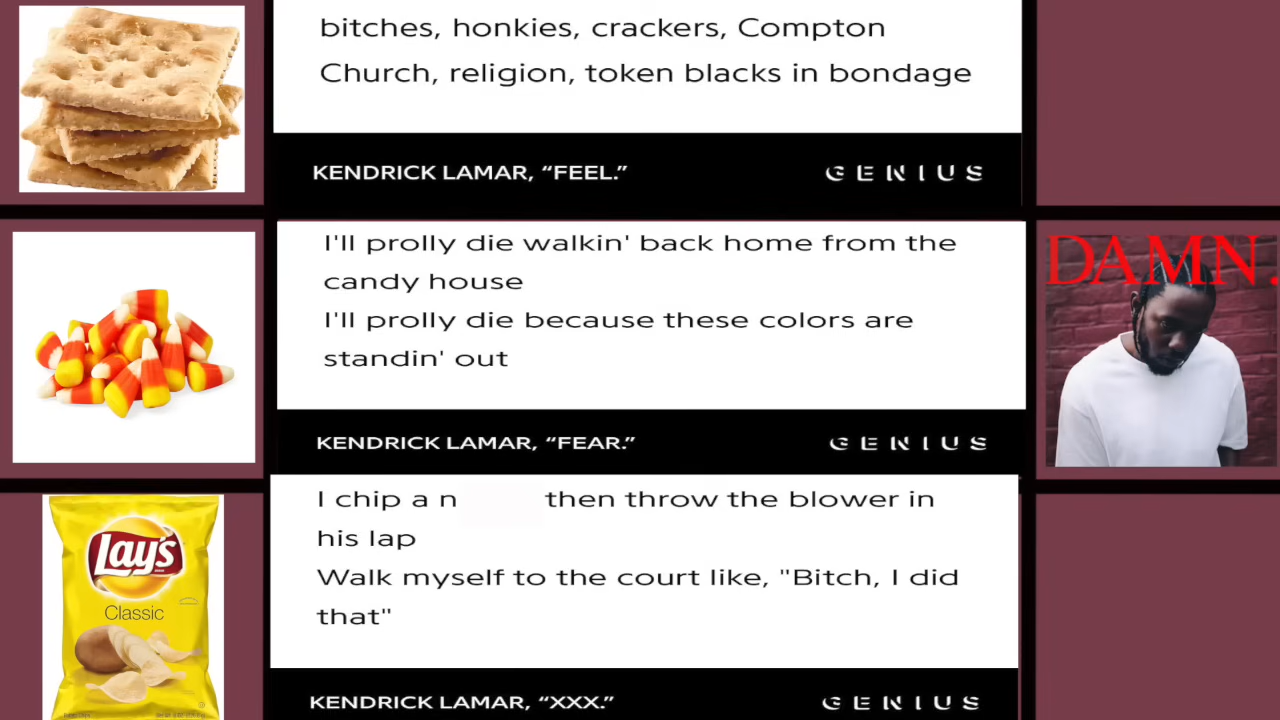 bitches, honkies, crackers, Compton
Church, religion, token blacks in bondage
KENDRICK LAMAR, “FEEL.”
GENIUS
I'll prolly die walkin' back home from the
candy house
I'll prolly die because these colors are
standin' out
KENDRICK LAMAR, “FEAR.”
GENIUS
DAMN.
I chip a n then throw the blower in
his lap
Walk myself to the court like, "Bitch, I did
that"
KENDRICK LAMAR, “XXX.”
GENIUS
Lay's
Classic